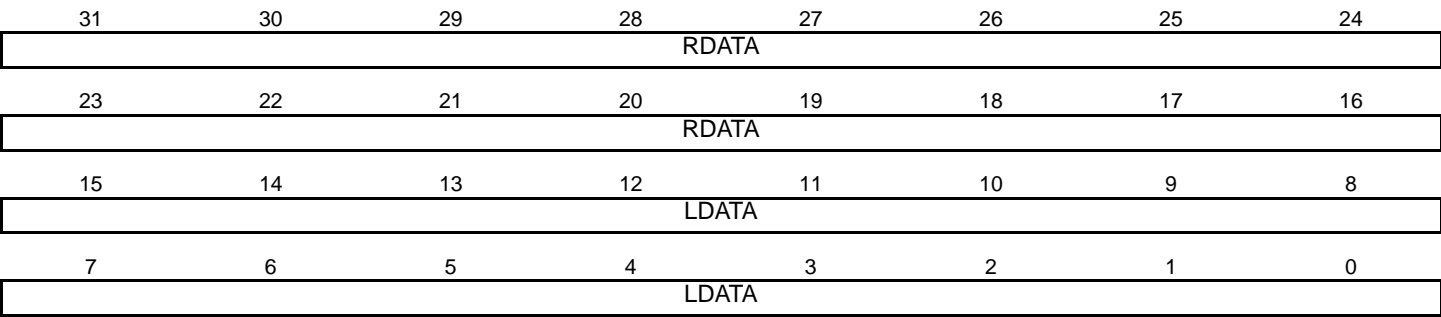 31 30 29 28 27 26 25 24
RDATA
23 22 21 20 19 18 17 16
RDATA
15 14 13 12 11 10 9 8
LDATA
7 6 5 4 3 2 1 0
LDATA